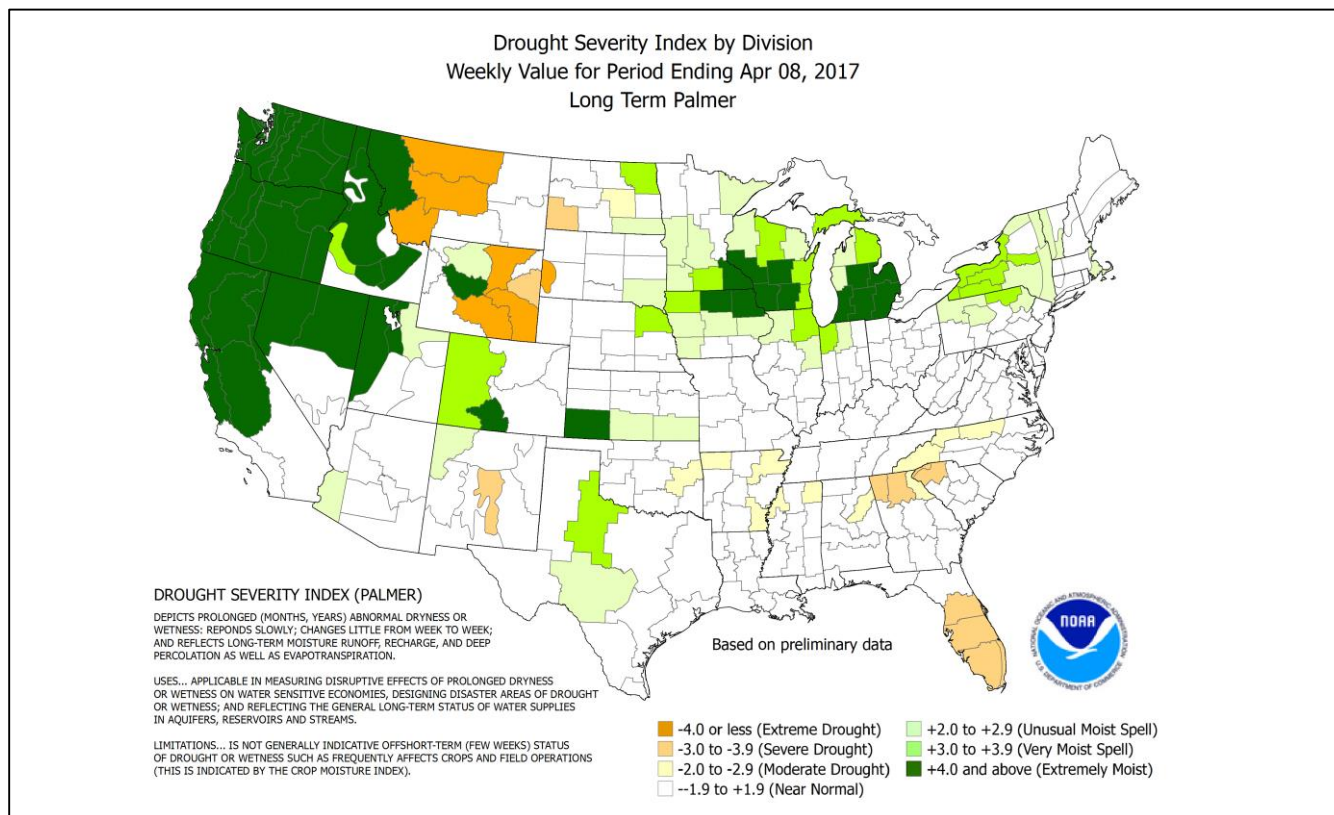 Drought Severity Index by Division
Weekly Value for Period Ending Apr 08, 2017
Long Term Palmer
DROUGHT SEVERITY INDEX (PALMER)
DEPICTS PROLONGED (MONTHS, YEARS) ABNORMAL DRYNESS OR
WETNESS: REPONDS SLOWLY; CHANGES LITTLE FROM WEEK TO WEEK;
AND REFLECTS LONG-TERM MOISTURE RUNOFF, RECHARGE, AND DEEP
PERCOLATION AS WELL AS EVAPOTRANSPIRATION.
USES... APPLICABLE IN MEASURING DISRUPTIVE EFFECTS OF PROLONGED DRYNESS
OR WETNESS ON WATER SENSITIVE ECONOMIES, DESIGNING DISASTER AREAS OF DROUGHT
OR WETNESS; AND REFLECTING THE GENERAL LONG-TERM STATUS OF WATER SUPPLIES
IN AQUIFERS, RESERVOIRS AND STREAMS.
LIMITATIONS... IS NOT GENERALLY INDICATIVE OFFSHORT-TERM (FEW WEEKS) STATUS
OF DROUGHT OR WETNESS SUCH AS FREQUENTLY AFFECTS CROPS AND FIELD OPERATIONS
(THIS IS INDICATED BY THE CROP MOISTURE INDEX).
Based on preliminary data
NATIONAL OCEANIC AND ATMOSPHERIC ADMINISTRATION
NOAA
U.S. DEPARTMENT OF COMMERCE
-4.0 or less (Extreme Drought)
-3.0 to -3.9 (Severe Drought)
-2.0 to -2.9 (Moderate Drought)
--1.9 to +1.9 (Near Normal)
+2.0 to +2.9 (Unusual Moist Spell)
+3.0 to +3.9 (Very Moist Spell)
+4.0 and above (Extremely Moist)